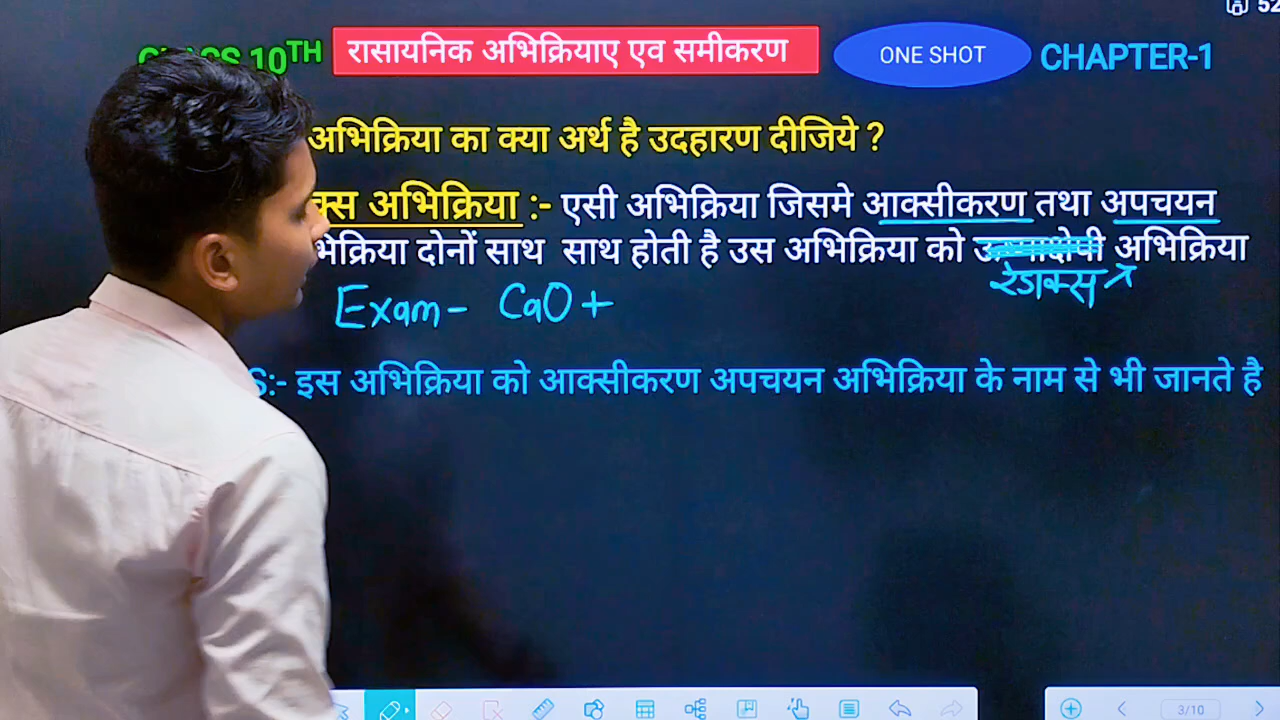 10TH रासायनिक अभिक्रियाए एव समीकरण ONE SHOT CHAPTER-1
अभिक्रिया का क्या अर्थ है उदहारण दीजिये ?
अभिक्रिया :- एसी अभिक्रिया जिसमे आक्सीकरण तथा अपचयन
दोनों साथ साथ होती है उस अभिक्रिया को अभिक्रिया
रेडाक्स
Exam- CaO +
S:- इस अभिक्रिया को आक्सीकरण अपचयन अभिक्रिया के नाम से भी जानते है
3/10